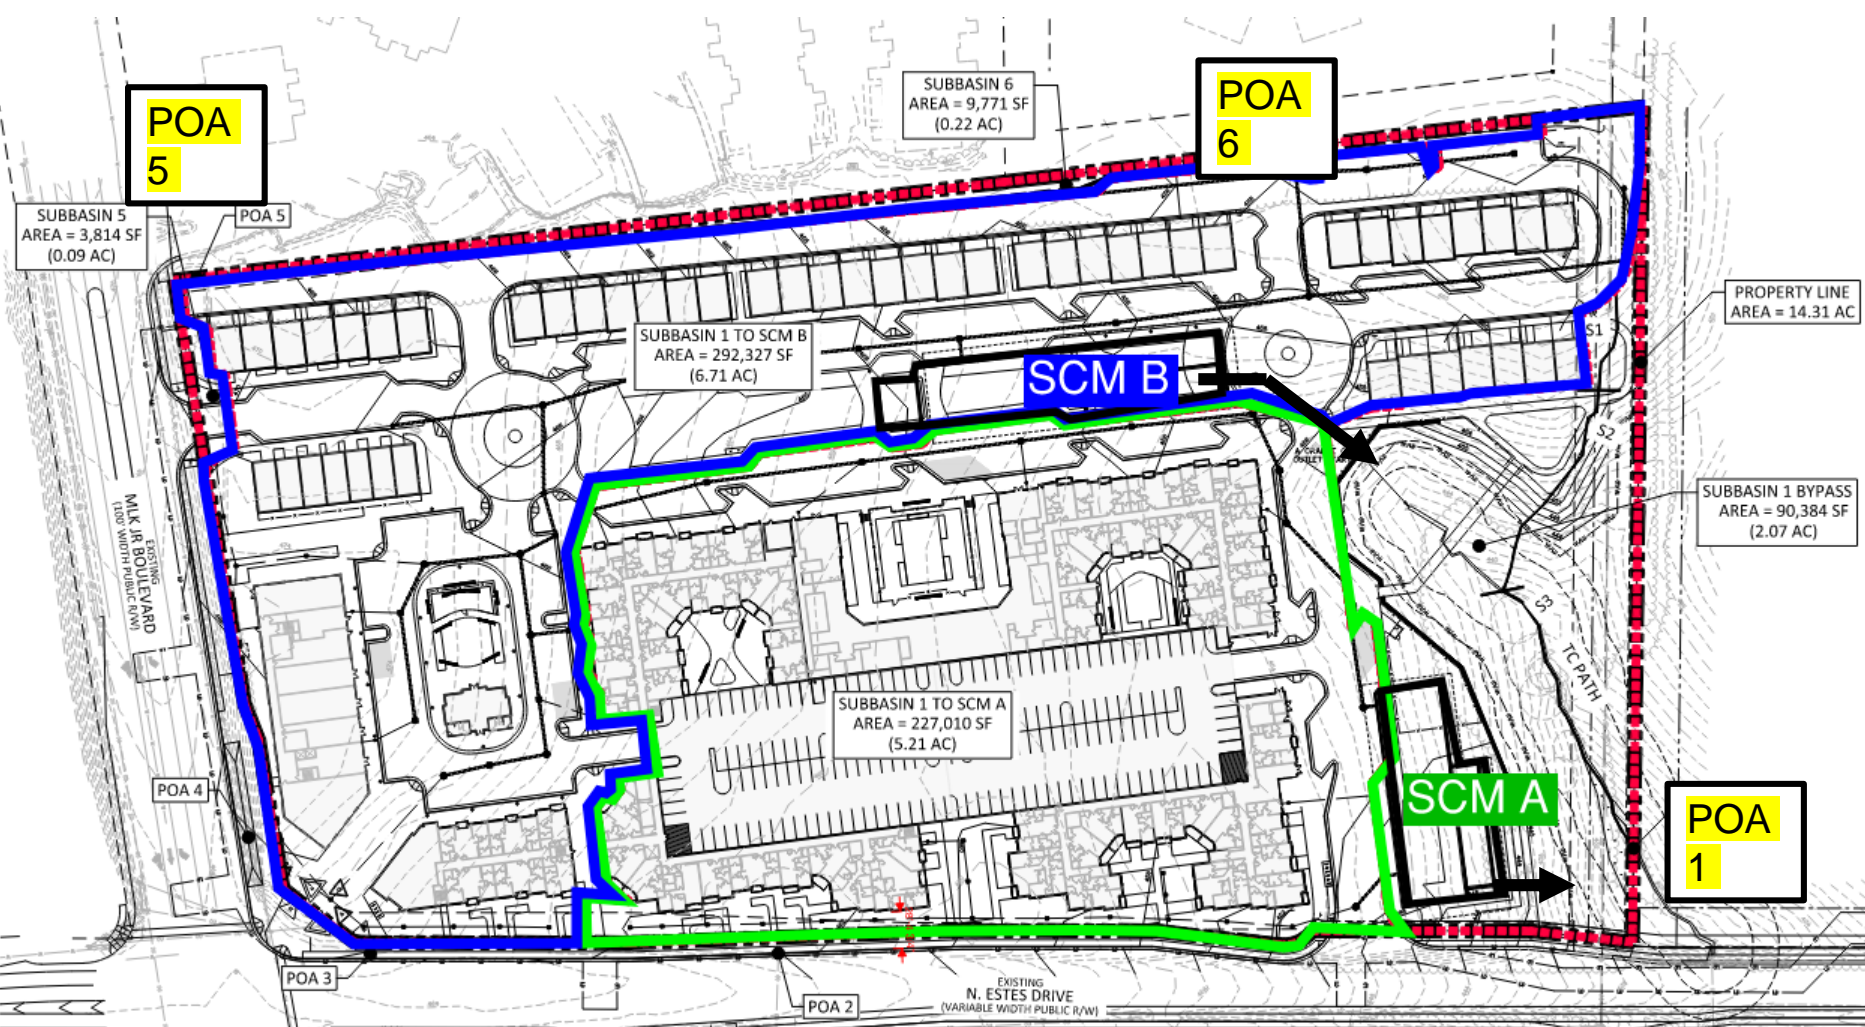 POA
5
SUBBASIN 6
AREA = 9,771 SF
(0.22 AC)
POA
6
SUBBASIN 5
AREA = 3,814 SF
(0.09 AC)
POA 5
PROPERTY LINE
AREA = 14.31 AC
S1
SUBBASIN 1 TO SCM B
AREA = 292,327 SF
(6.71 AC)
SCM B
S2
SUBBASIN 1 BYPASS
AREA = 90,384 SF
(2.07 AC)
EXISTING
MLK JR BOULEVARD
(100' WIDTH PUBLIC R/W)
S3
TC PATH
SUBBASIN 1 TO SCM A
AREA = 227,010 SF
(5.21 AC)
SCM A
POA 4
POA
1
POA 3
POA 2
EXISTING
N. ESTES DRIVE
(VARIABLE WIDTH PUBLIC R/W)